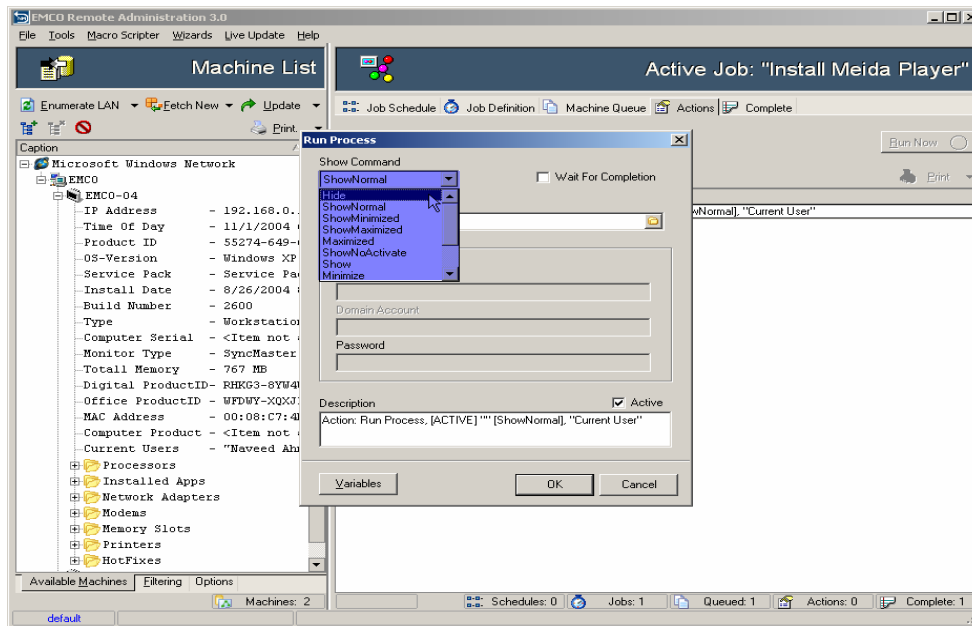 EMCO Remote Administration 3.0
File Tools Macro Scripter Wizards Live Update Help
Machine List
Active Job: "Install Meida Player"
Enumerate LAN Fetch New Update
Print.
Job Schedule Job Definition Machine Queue Actions Complete
Run Now
Print
Caption
Microsoft Windows Network
EMCO
EMCO-04
IP Address - 192.168.0.
Time Of Day - 11/1/2004
Product ID - 55274-649-
OS-Version - Windows XP
Service Pack - Service Pa
Install Date - 8/26/2004
Build Number - 2600
Type - Workstation
Computer Serial - <Item not
Monitor Type - SyncMaster
Totall Memory - 767 MB
Digital ProductID- RHKG3-8YW4
Office ProductID - WFDWY-XQXJ
MAC Address - 00:08:C7:4
Computer Product - <Item not
Current Users - "Naveed Ah
Processors
Installed Apps
Network Adapters
Modems
Memory Slots
Printers
HotFixes
Available Machines Filtering Options
Machines: 2
default
Run Process
Show Command
ShowNormal
Wait For Completion
Hide
ShowNormal
ShowMinimized
ShowMaximized
Maximized
ShowNoActivate
Show
Minimize
Domain Account
Password
Description
Active
Action: Run Process, [ACTIVE] "" [ShowNormal], "Current User"
Variables OK Cancel
wNormal], "Current User"
Schedules: 0 Jobs: 1 Queued: 1 Actions: 0 Complete: 1